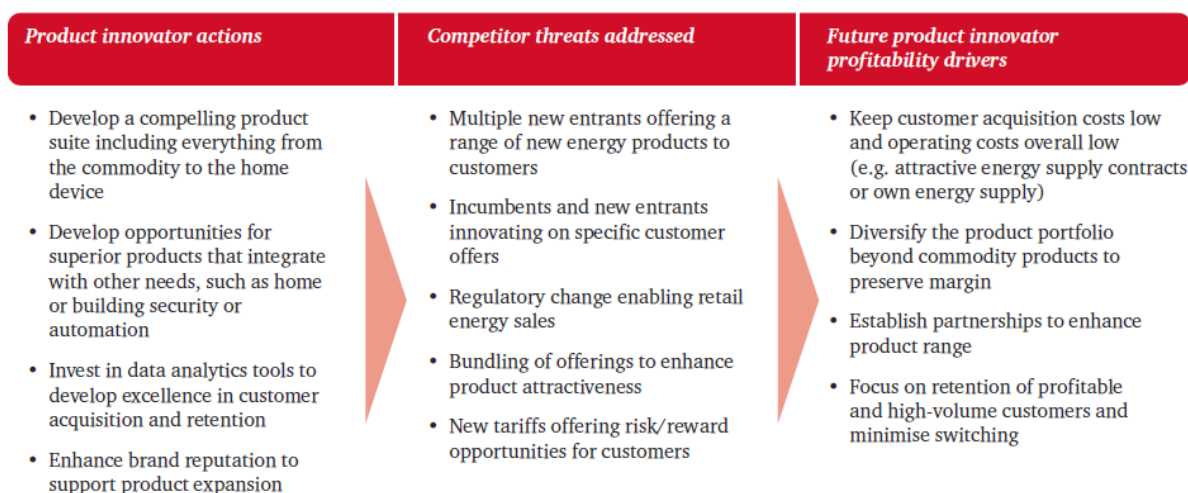 Product innovator actions
• Develop a compelling product
suite including everything from
the commodity to the home
device
• Develop opportunities for
superior products that integrate
with other needs, such as home
or building security or
automation
• Invest in data analytics tools to
develop excellence in customer
acquisition and retention
• Enhance brand reputation to
support product expansion
Competitor threats addressed
• Multiple new entrants offering a
range of new energy products to
customers
• Incumbents and new entrants
innovating on specific customer
offers
• Regulatory change enabling retail
energy sales
• Bundling of offerings to enhance
product attractiveness
• New tariffs offering risk/reward
opportunities for customers
Future product innovator
profitability drivers
• Keep customer acquisition costs low
and operating costs overall low
(e.g. attractive energy supply contracts
or own energy supply)
• Diversify the product portfolio
beyond commodity products to
preserve margin
• Establish partnerships to enhance
product range
• Focus on retention of profitable
and high-volume customers and
minimise switching